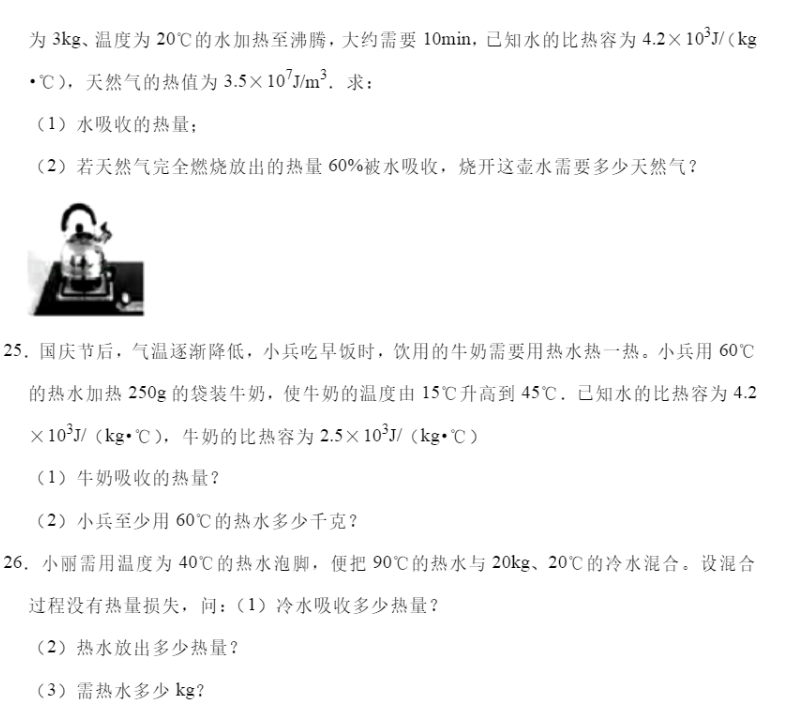 为 3kg、温度为 20℃的水加热至沸腾，大约需要 10min，已知水的比热容为 4.2×10³J/（kg
•℃），天然气的热值为 3.5×10⁷J/m³．求：
（1）水吸收的热量；
（2）若天然气完全燃烧放出的热量 60%被水吸收，烧开这壶水需要多少天然气？
25．国庆节后，气温逐渐降低，小兵吃早饭时，饮用的牛奶需要用热水热一热。小兵用 60℃
的热水加热 250g 的袋装牛奶，使牛奶的温度由 15℃升高到 45℃．已知水的比热容为 4.2
×10³J/（kg•℃），牛奶的比热容为 2.5×10³J/（kg•℃）
（1）牛奶吸收的热量？
（2）小兵至少用 60℃的热水多少千克？
26．小丽需用温度为 40℃的热水泡脚，便把 90℃的热水与 20kg、20℃的冷水混合。设混合
过程没有热量损失，问：（1）冷水吸收多少热量？
（2）热水放出多少热量？
（3）需热水多少 kg？